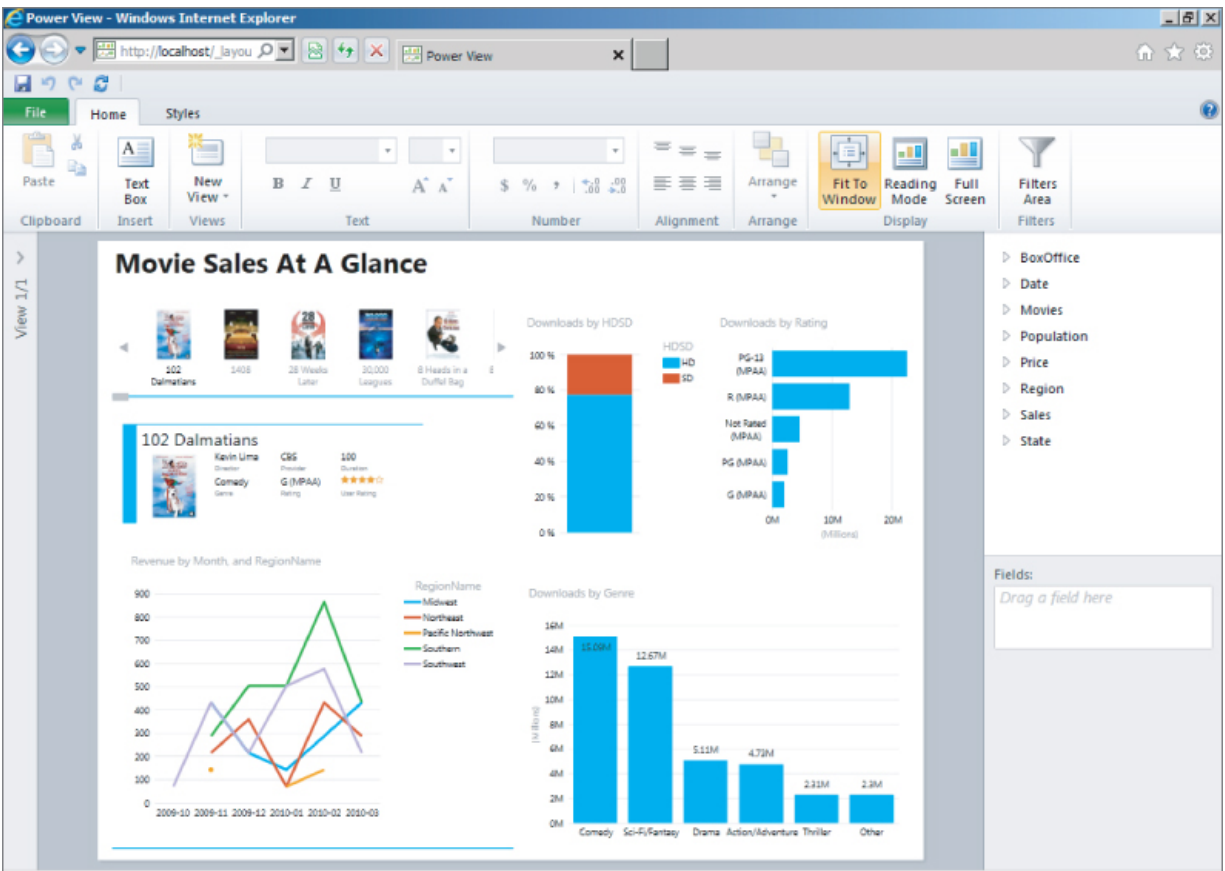 Power View - Windows Internet Explorer
http://localhost/_layou
Power View
File
Home
Styles
Paste
Text Box
New View
B I U
A A
$ % ,
.00 .00
Arrange
Fit To Window
Reading Mode
Full Screen
Filters Area
Clipboard
Insert
Views
Text
Number
Alignment
Arrange
Display
Filters
View 1/1
Movie Sales At A Glance
102 Dalmatians
1408
28 Weeks Later
30,000 Leagues
8 Heads in a Duffel Bag
102 Dalmatians
Kevin Lima
CBS
100
Director
Provider
Duration
Comedy
G (MPAA)
Genre
Rating
User Rating
Downloads by HDSD
HDSD
HD
SD
100 %
80 %
60 %
40 %
20 %
0 %
Downloads by Rating
PG-13 (MPAA)
R (MPAA)
Not Rated (MPAA)
PG (MPAA)
G (MPAA)
0M 10M 20M
(Millions)
Revenue by Month, and RegionName
RegionName
Midwest
Northeast
Pacific Northwest
Southern
Southwest
900
800
700
600
500
400
300
200
100
0
2009-10 2009-11 2009-12 2010-01 2010-02 2010-03
Downloads by Genre
(Millions)
16M
14M
12M
10M
8M
6M
4M
2M
0M
15.09M
12.67M
5.11M
4.73M
2.31M
2.3M
Comedy Sci-Fi/Fantasy Drama Action/Adventure Thriller Other
BoxOffice
Date
Movies
Population
Price
Region
Sales
State
Fields:
Drag a field here